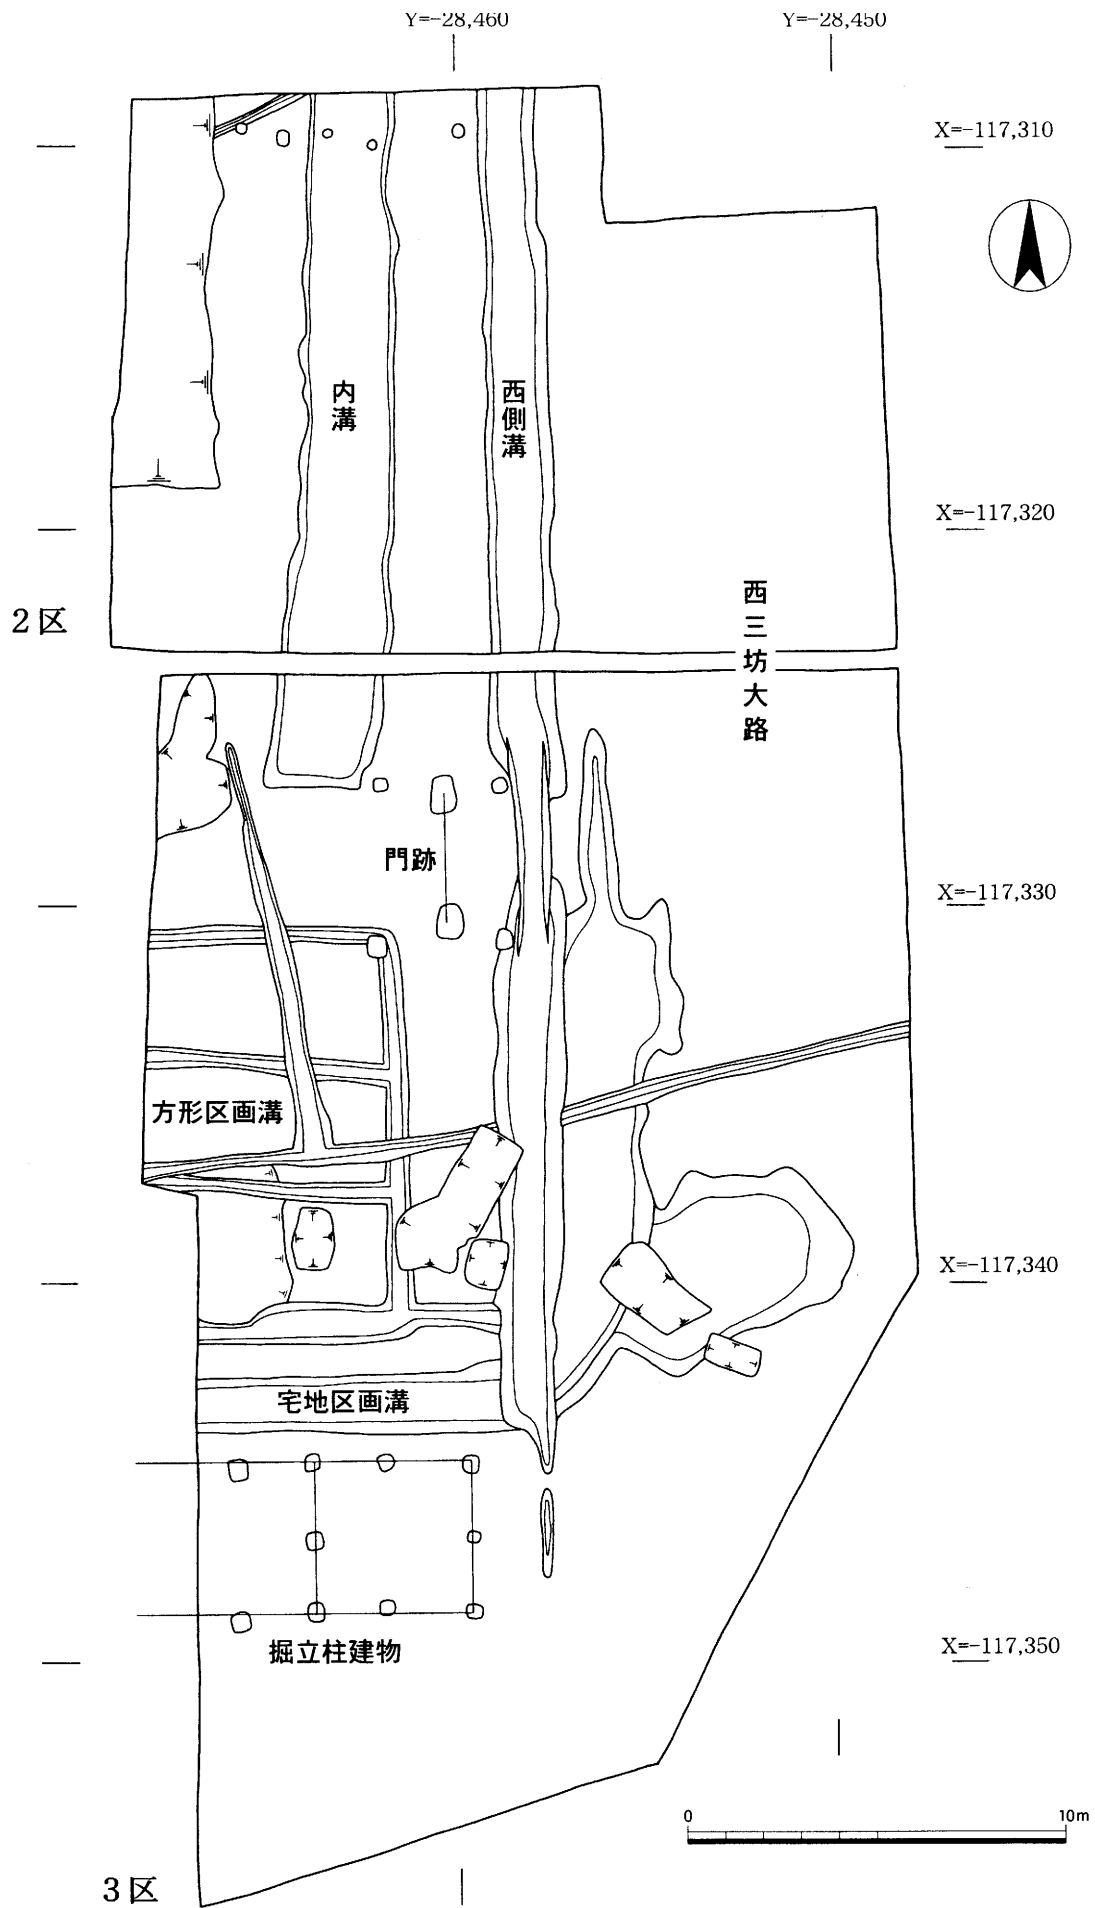 Y=-28,460
Y=-28,450
X=-117,310
内溝
西側溝
X=-117,320
西三坊大路
2区
門跡
X=-117,330
方形区画溝
X=-117,340
宅地区画溝
掘立柱建物
X=-117,350
0
10m
3区